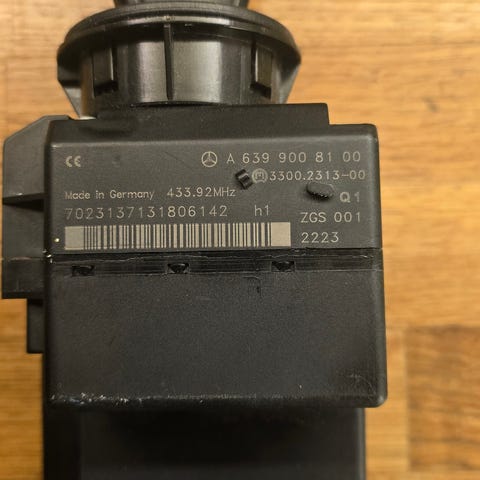 CE A 639 900 81 00
3300.2313-00
Made in Germany 433.92MHz Q1
7023137131806142 h1 ZGS 001
2223